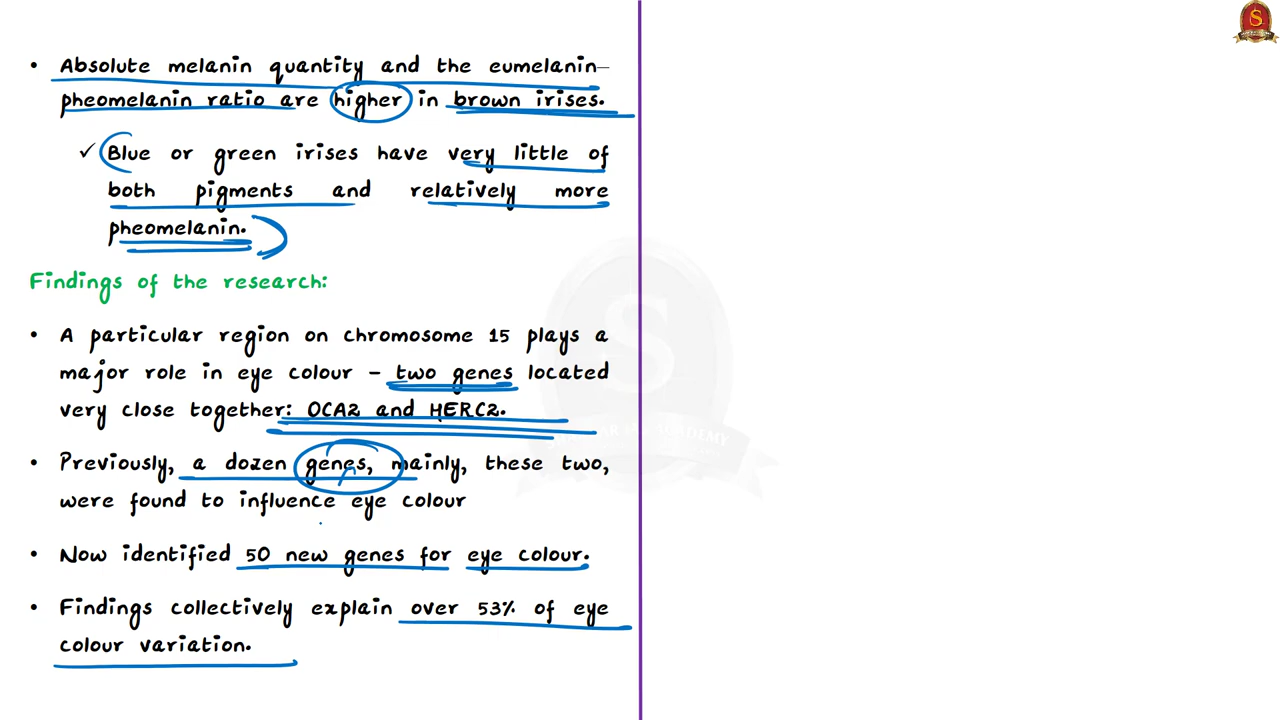 • Absolute melanin quantity and the eumelanin–
pheomelanin ratio are higher in brown irises.
✓ Blue or green irises have very little of
both pigments and relatively more
pheomelanin.
Findings of the research:
• A particular region on chromosome 15 plays a
major role in eye colour – two genes located
very close together: OCA2 and HERC2.
• Previously, a dozen genes, mainly, these two,
were found to influence eye colour
• Now identified 50 new genes for eye colour.
• Findings collectively explain over 53% of eye
colour variation.
S